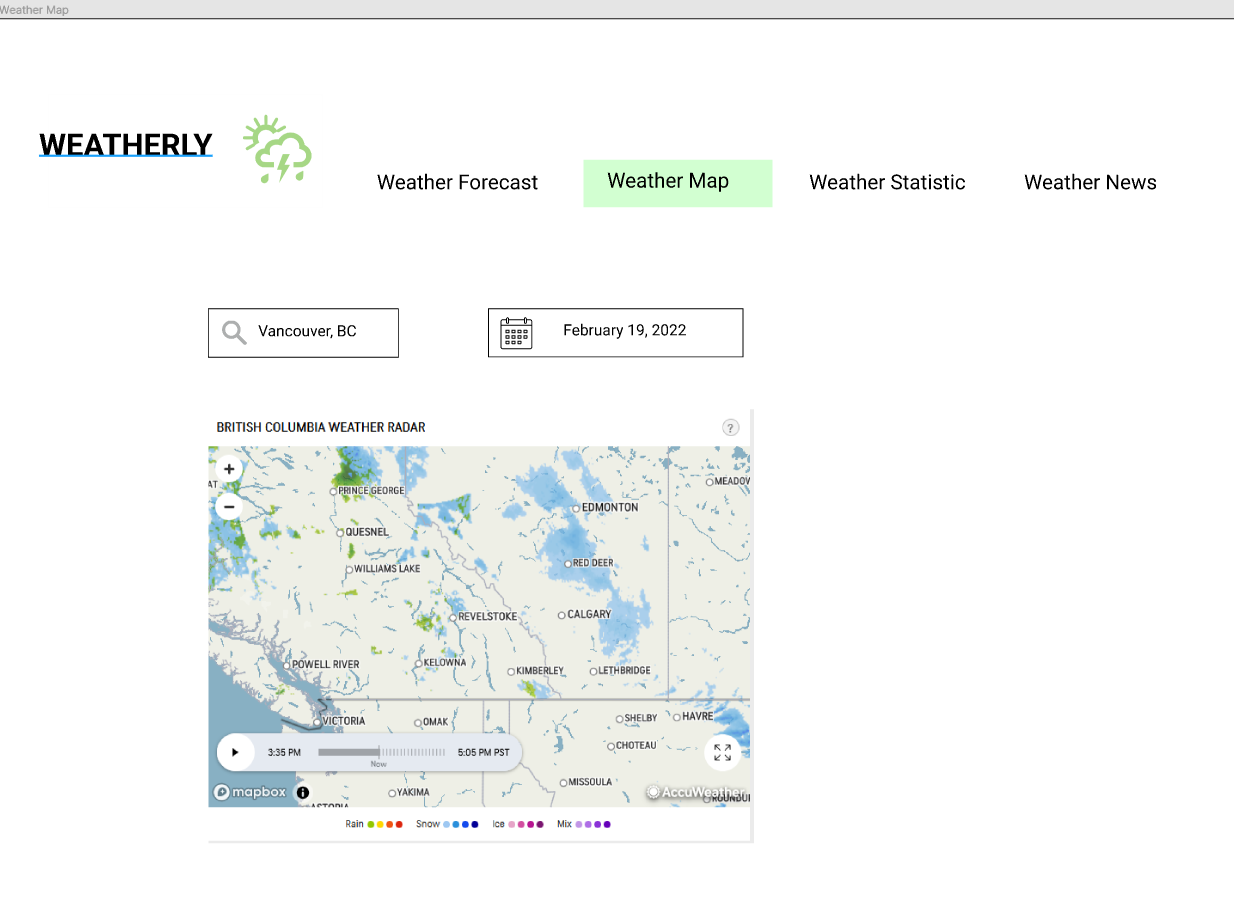 Weather Map
WEATHERLY
Weather Forecast
Weather Map
Weather Statistic
Weather News
Vancouver, BC
February 19, 2022
BRITISH COLUMBIA WEATHER RADAR
?
+
AT
PRINCE GEORGE
MEADOW
−
EDMONTON
QUESNEL
RED DEER
WILLIAMS LAKE
CALGARY
REVELSTOKE
POWELL RIVER
KELOWNA
KIMBERLEY
LETHBRIDGE
VICTORIA
OMAK
SHELBY
HAVRE
CHOTEAU
3:35 PM
5:05 PM PST
Now
MISSOULA
mapbox
i
YAKIMA
AccuWeather
ROUNDU
ASTORIA
Rain
Snow
Ice
Mix